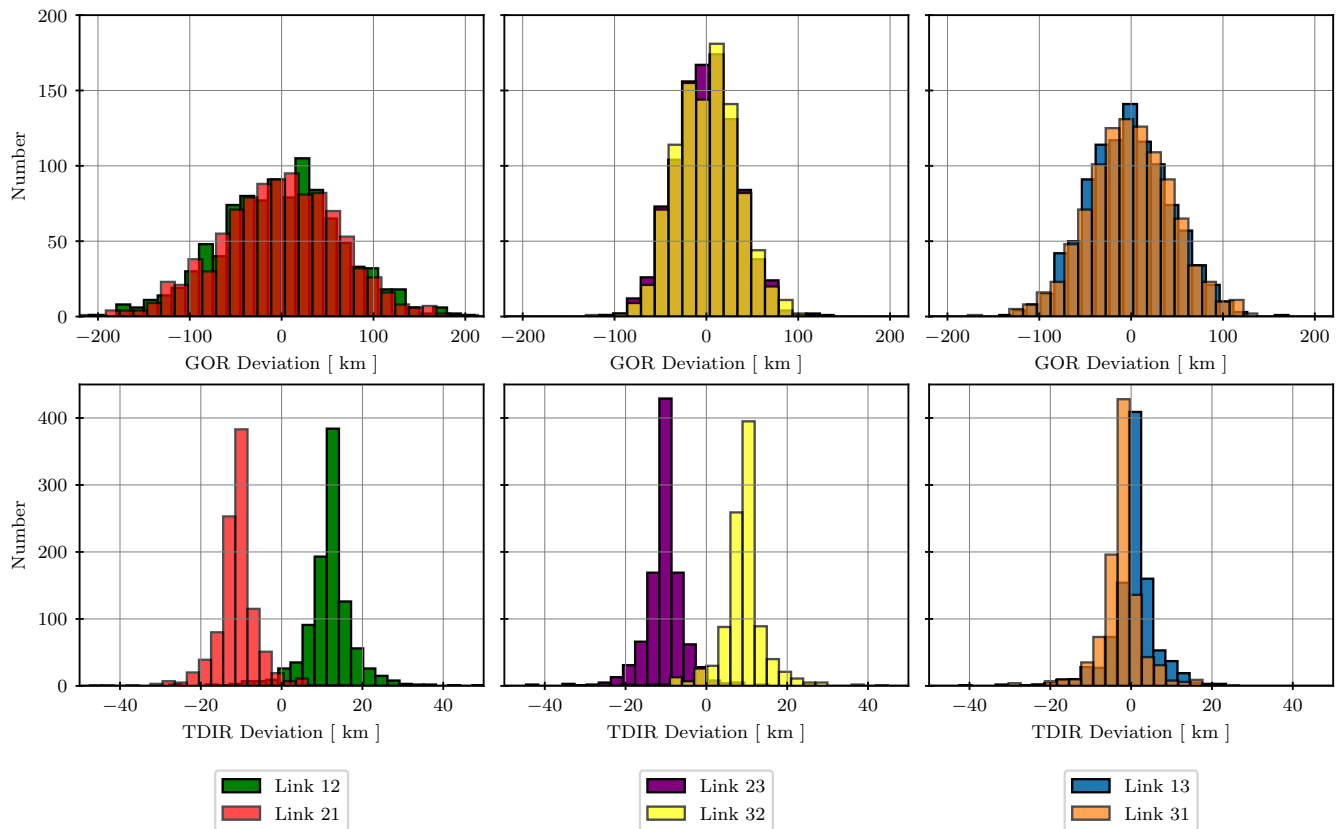 200
150
100
50
0
Number
−200 −100 0 100 200
−200 −100 0 100 200
−200 −100 0 100 200
GOR Deviation [ km ]
GOR Deviation [ km ]
GOR Deviation [ km ]
400
300
200
100
0
Number
−40 −20 0 20 40
−40 −20 0 20 40
−40 −20 0 20 40
TDIR Deviation [ km ]
TDIR Deviation [ km ]
TDIR Deviation [ km ]
Link 12
Link 21
Link 23
Link 32
Link 13
Link 31